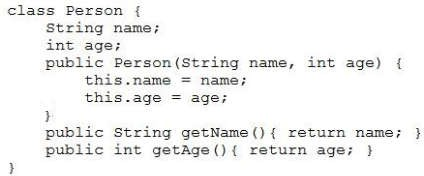 class Person {
    String name;
    int age;
    public Person(String name, int age) {
        this.name = name;
        this.age = age;
    }
    public String getName(){ return name; }
    public int getAge(){ return age; }
}